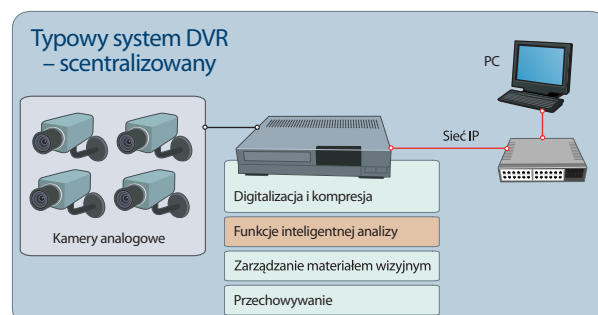 Typowy system DVR
– scentralizowany
PC
Sieć IP
Kamery analogowe
Digitalizacja i kompresja
Funkcje inteligentnej analizy
Zarządzanie materiałem wizyjnym
Przechowywanie